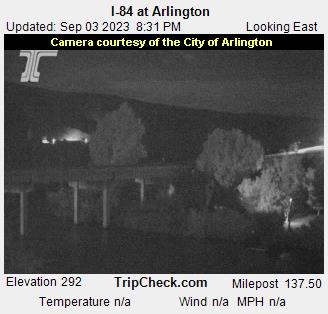 I-84 at Arlington
Updated: Sep 03 2023 8:31 PM Looking East
Camera courtesy of the City of Arlington
Elevation 292 TripCheck.com Milepost 137.50
Temperature n/a Wind n/a MPH n/a